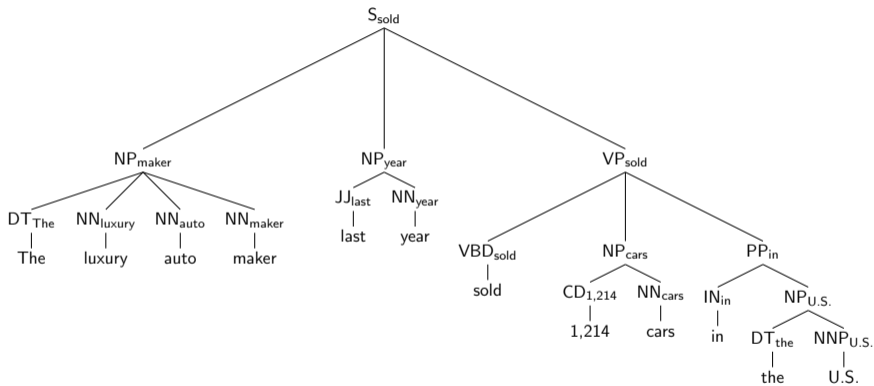 S_sold
NP_maker NP_year VP_sold
DT_The NN_luxury NN_auto NN_maker JJ_last NN_year
The luxury auto maker last year
VBD_sold NP_cars PP_in
sold CD_1,214 NN_cars IN_in NP_U.S.
1,214 cars in DT_the NNP_U.S.
the U.S.